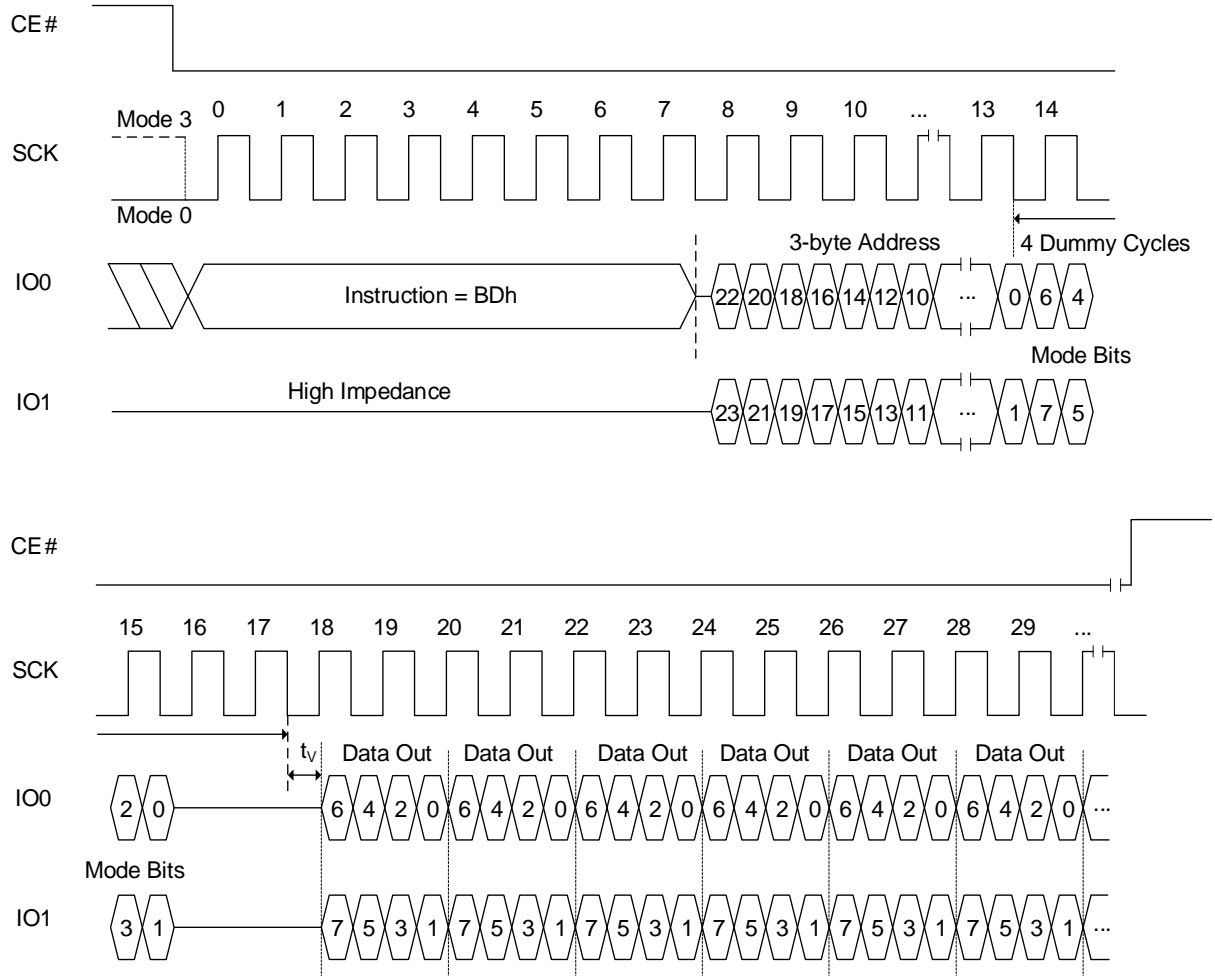 CE#
Mode 3
0 1 2 3 4 5 6 7 8 9 10 ... 13 14
SCK
Mode 0
3-byte Address
4 Dummy Cycles
IO0
Instruction = BDh
22 20 18 16 14 12 10 ... 0 6 4
Mode Bits
High Impedance
IO1
23 21 19 17 15 13 11 ... 1 7 5
CE#
15 16 17 18 19 20 21 22 23 24 25 26 27 28 29 ...
SCK
tV
Data Out Data Out Data Out Data Out Data Out Data Out
IO0
2 0 6 4 2 0 6 4 2 0 6 4 2 0 6 4 2 0 6 4 2 0 6 4 2 0 ...
Mode Bits
IO1
3 1 7 5 3 1 7 5 3 1 7 5 3 1 7 5 3 1 7 5 3 1 7 5 3 1 ...